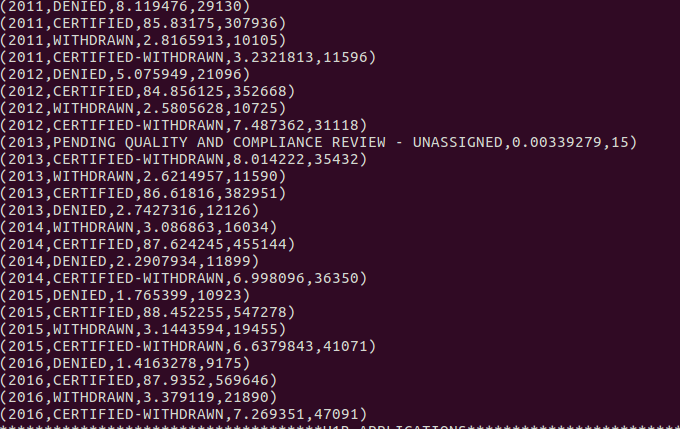 (2011,DENIED,8.119476,29130)
(2011,CERTIFIED,85.83175,307936)
(2011,WITHDRAWN,2.8165913,10105)
(2011,CERTIFIED-WITHDRAWN,3.2321813,11596)
(2012,DENIED,5.075949,21096)
(2012,CERTIFIED,84.856125,352668)
(2012,WITHDRAWN,2.5805628,10725)
(2012,CERTIFIED-WITHDRAWN,7.487362,31118)
(2013,PENDING QUALITY AND COMPLIANCE REVIEW - UNASSIGNED,0.00339279,15)
(2013,CERTIFIED-WITHDRAWN,8.014222,35432)
(2013,WITHDRAWN,2.6214957,11590)
(2013,CERTIFIED,86.61816,382951)
(2013,DENIED,2.7427316,12126)
(2014,WITHDRAWN,3.086863,16034)
(2014,CERTIFIED,87.624245,455144)
(2014,DENIED,2.2907934,11899)
(2014,CERTIFIED-WITHDRAWN,6.998096,36350)
(2015,DENIED,1.765399,10923)
(2015,CERTIFIED,88.452255,547278)
(2015,WITHDRAWN,3.1443594,19455)
(2015,CERTIFIED-WITHDRAWN,6.6379843,41071)
(2016,DENIED,1.4163278,9175)
(2016,CERTIFIED,87.9352,569646)
(2016,WITHDRAWN,3.379119,21890)
(2016,CERTIFIED-WITHDRAWN,7.269351,47091)